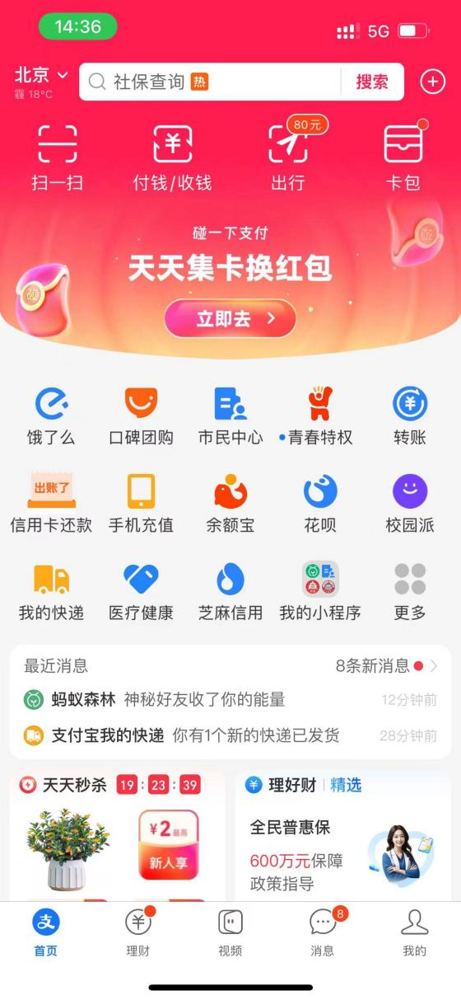 14:36
5G
北京
霾 18°C
社保查询 热
搜索
80元
扫一扫
付钱/收钱
出行
卡包
碰一下支付
天天集卡换红包
立即去
饿了么
口碑团购
市民中心
青春特权
转账
出账了
信用卡还款
手机充值
余额宝
花呗
校园派
我的快递
医疗健康
芝麻信用
我的小程序
更多
最近消息
8条新消息
蚂蚁森林 神秘好友收了你的能量
12分钟前
支付宝我的快递 你有1个新的快递已发货
28分钟前
天天秒杀 19:23:39
¥2最高
新人享
理好财 精选
全民普惠保
600万元保障
政策指导
支
首页
理财
视频
8
消息
我的